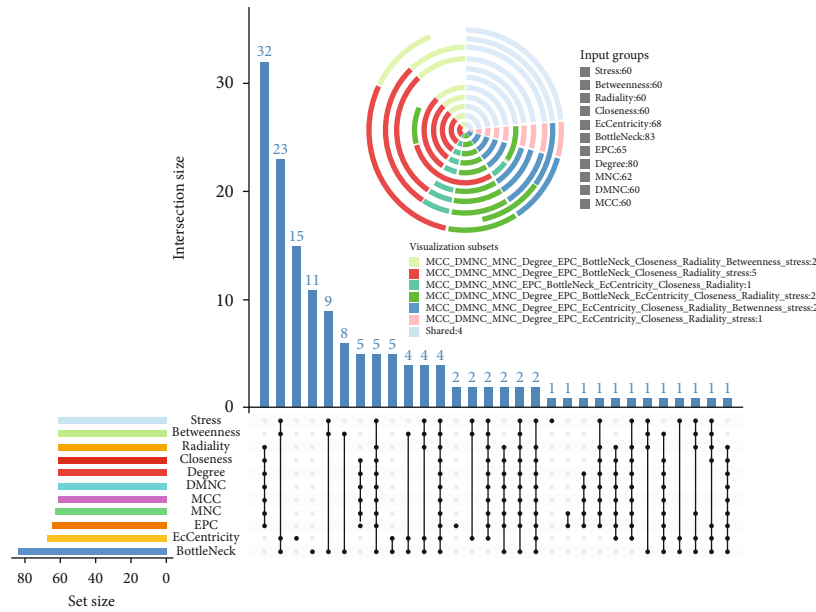 Intersection size
30
20
10
0
32
23
15
11
9
8
5
5
5
4
4
4
2
2
2
2
2
2
1
1
1
1
1
1
1
1
1
1
1
1
Input groups
Stress:60
Betweenness:60
Radiality:60
Closeness:60
EcCentricity:68
BottleNeck:83
EPC:65
Degree:80
MNC:62
DMNC:60
MCC:60
Visualization subsets
MCC_DMNC_MNC_Degree_EPC_BottleNeck_Closeness_Radiality_Betweenness_stress:2
MCC_DMNC_MNC_Degree_EPC_BottleNeck_Closeness_Radiality_stress:5
MCC_DMNC_MNC_EPC_BottleNeck_EcCentricity_Closeness_Radiality:1
MCC_DMNC_MNC_Degree_EPC_BottleNeck_EcCentricity_Closeness_Radiality_stress:2
MCC_DMNC_MNC_Degree_EPC_EcCentricity_Closeness_Radiality_Betwenness_stress:2
MCC_DMNC_MNC_Degree_EPC_EcCentricity_Closeness_Radiality_stress:1
Shared:4
Stress
Betweenness
Radiality
Closeness
Degree
DMNC
MCC
MNC
EPC
EcCentricity
BottleNeck
80 60 40 20 0
Set size